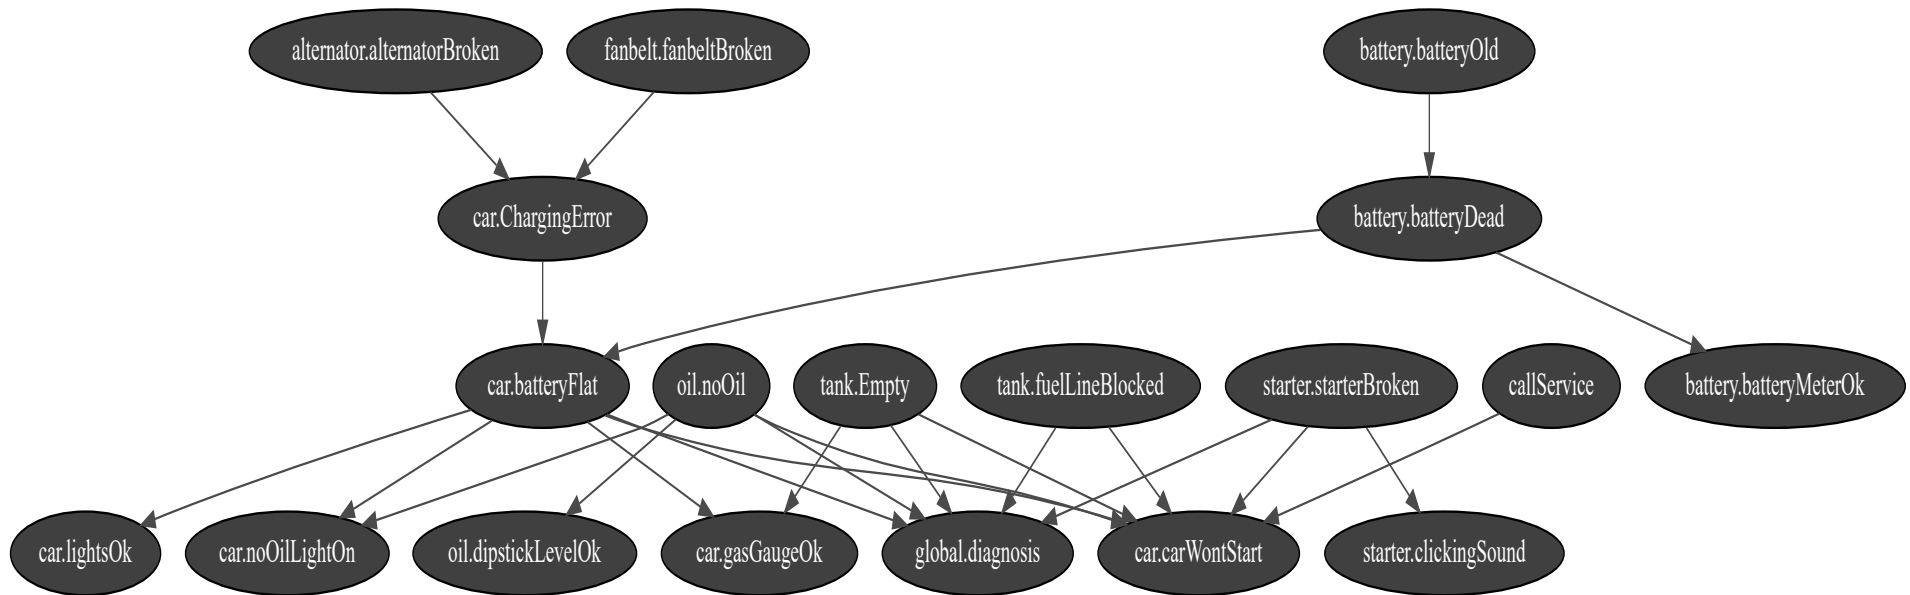 alternator.alternatorBroken
fanbelt.fanbeltBroken
battery.batteryOld
car.ChargingError
battery.batteryDead
car.batteryFlat
oil.noOil
tank.Empty
tank.fuelLineBlocked
starter.starterBroken
callService
battery.batteryMeterOk
car.lightsOk
car.noOilLightOn
oil.dipstickLevelOk
car.gasGaugeOk
global.diagnosis
car.carWontStart
starter.clickingSound